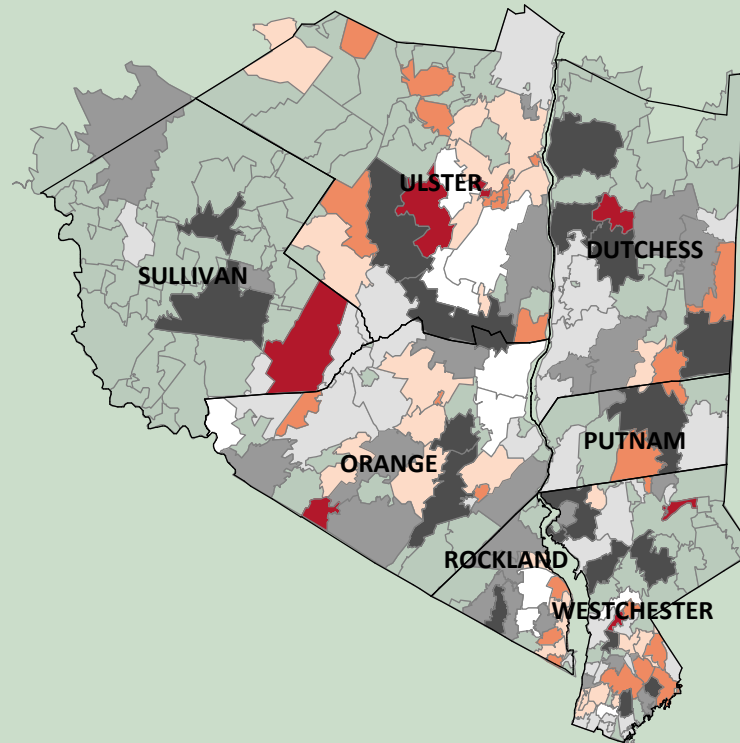 ULSTER
DUTCHESS
SULLIVAN
PUTNAM
ORANGE
ROCKLAND
WESTCHESTER